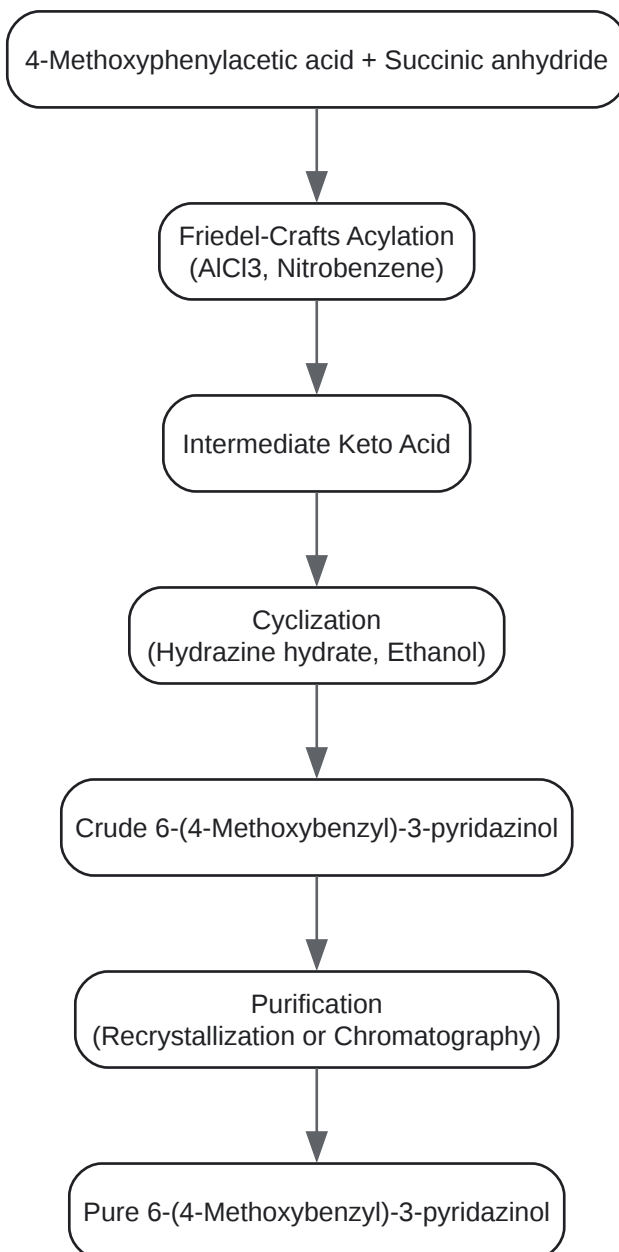 4-Methoxyphenylacetic acid + Succinic anhydride
Friedel-Crafts Acylation
(AlCl3, Nitrobenzene)
Intermediate Keto Acid
Cyclization
(Hydrazine hydrate, Ethanol)
Crude 6-(4-Methoxybenzyl)-3-pyridazinol
Purification
(Recrystallization or Chromatography)
Pure 6-(4-Methoxybenzyl)-3-pyridazinol